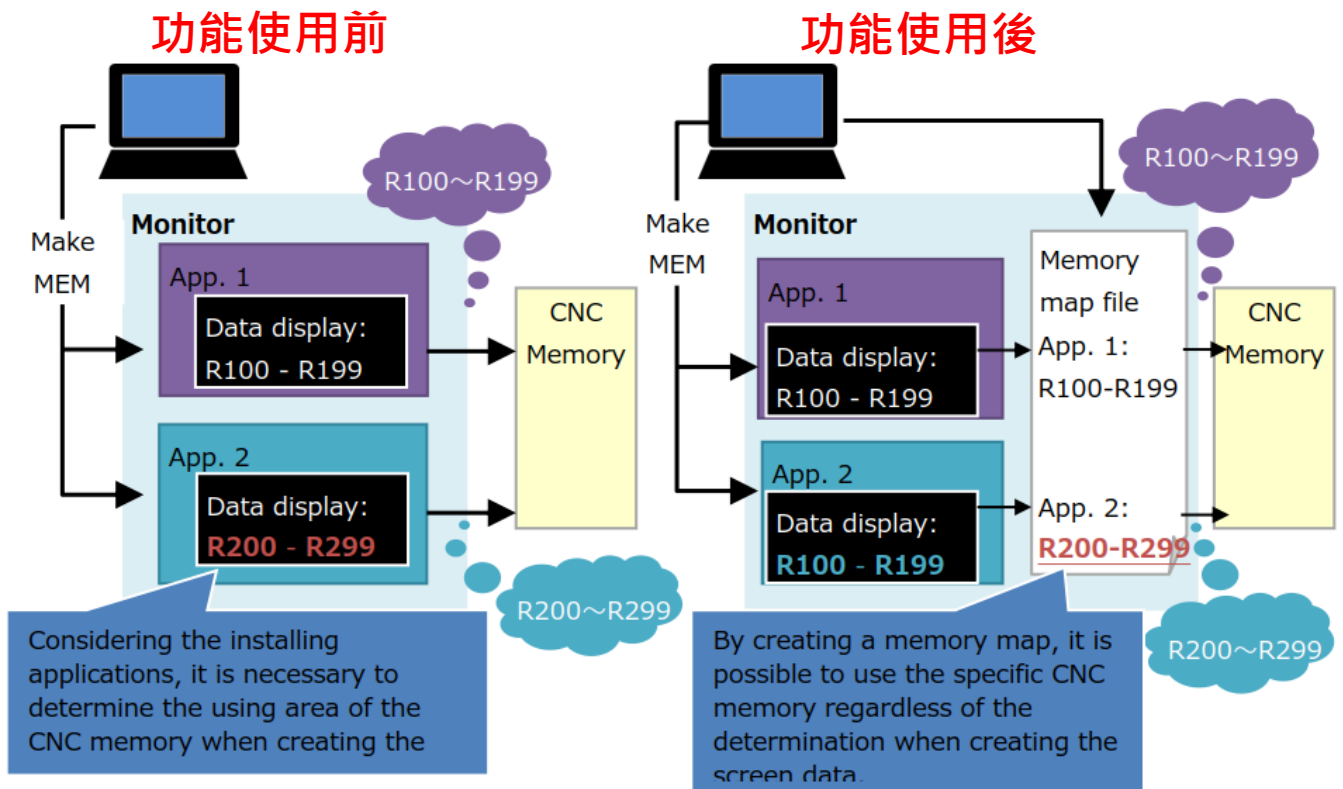 功能使用前
Make
MEM
Monitor
App. 1
Data display:
R100 - R199
R100～R199
CNC
Memory
App. 2
Data display:
R200 - R299
R200～R299
Considering the installing
applications, it is necessary to
determine the using area of the
CNC memory when creating the
功能使用後
Make
MEM
Monitor
App. 1
Data display:
R100 - R199
App. 2
Data display:
R100 - R199
Memory
map file
App. 1:
R100-R199
App. 2:
R200-R299
R100～R199
CNC
Memory
R200～R299
By creating a memory map, it is
possible to use the specific CNC
memory regardless of the
determination when creating the
screen data.